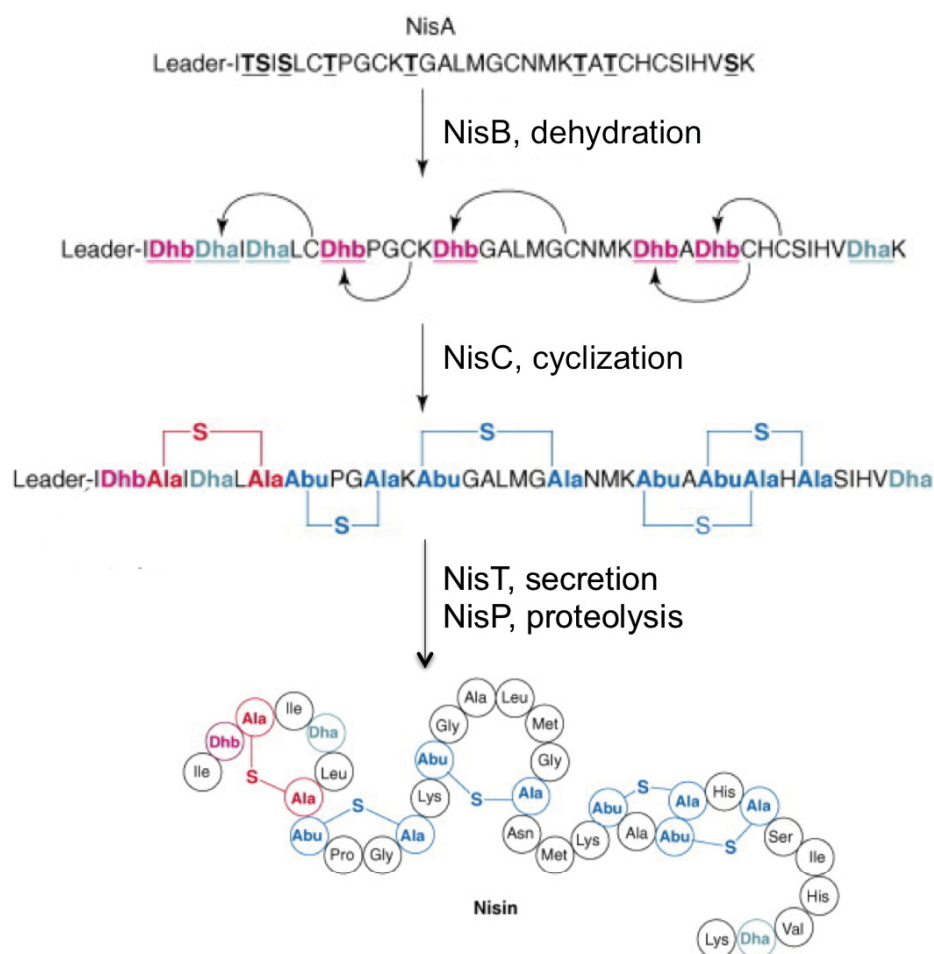 NisA
Leader-ITSISLCTPGCKTGALMGCNMKTATCHCSIHVSK
NisB, dehydration
Leader-IDhbDhaIDhaLCDhbPGCKDhbGALMGCNMKDhbADhbCHCSIHVDhaK
NisC, cyclization
S S S
Leader-IDhbAlaIDhaLAlaAbuPGAlaKAbuGALMGAlaNMKAbuAAbuAlaHAlaSIHVDha
S S
NisT, secretion
NisP, proteolysis
Ile Dhb Ala Ile Dha Leu Ala S
Abu Pro Gly Ala S
Lys Abu Gly Ala Leu Met Gly Ala S
Asn Met Lys
Abu Ala Abu Ala His Ala S S
Ser Ile His Val Dha Lys
Nisin